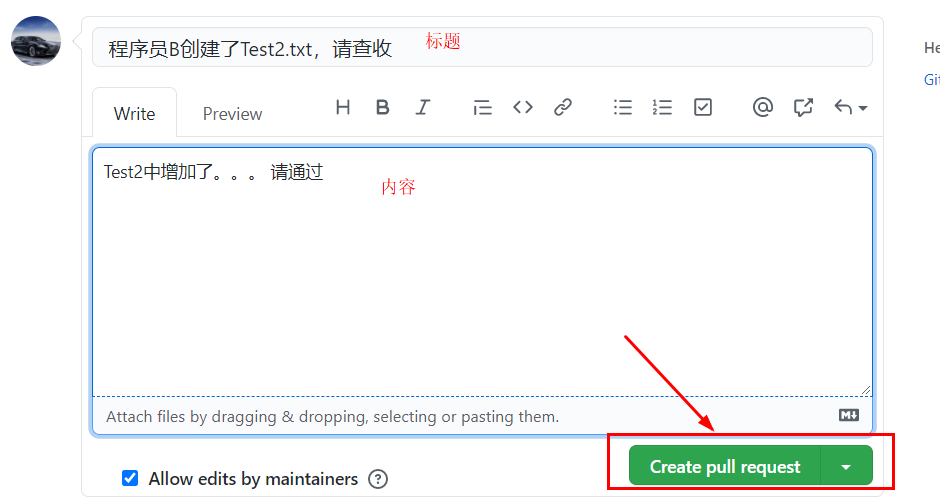 程序员B创建了Test2.txt，请查收 标题
He
Write Preview H B I
Git
Test2中增加了。。。 请通过
内容
Attach files by dragging & dropping, selecting or pasting them.
Allow edits by maintainers
Create pull request